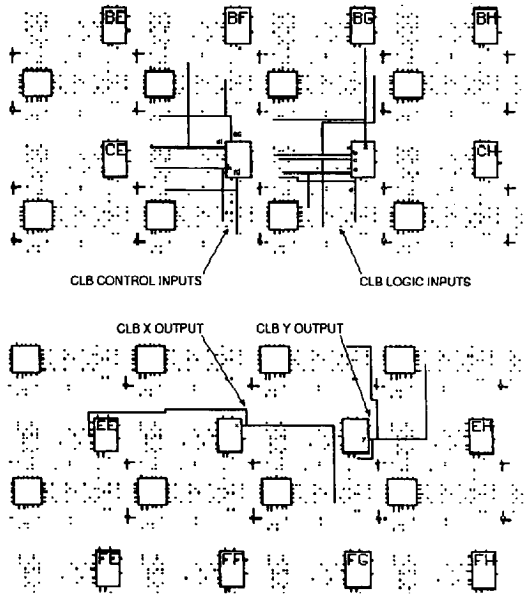 BE BF BG BH
CE CH
CLB CONTROL INPUTS CLB LOGIC INPUTS
CLB X OUTPUT CLB Y OUTPUT
EE EH
FE FF FG FH